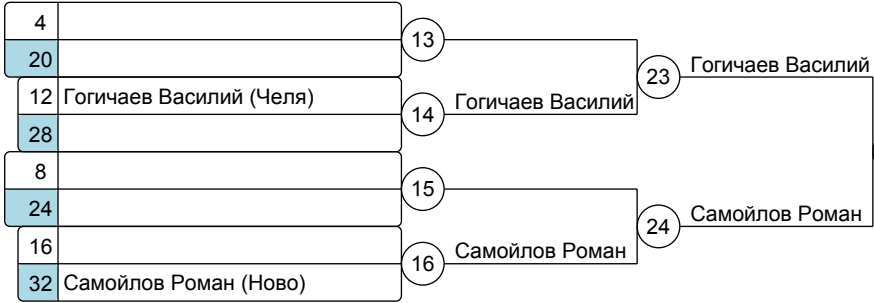 4
13
20
23
Гогичаев Василий
12 Гогичаев Василий (Челя)
14
Гогичаев Василий
28
8
15
24
24
Самойлов Роман
16
16
Самойлов Роман
32 Самойлов Роман (Ново)